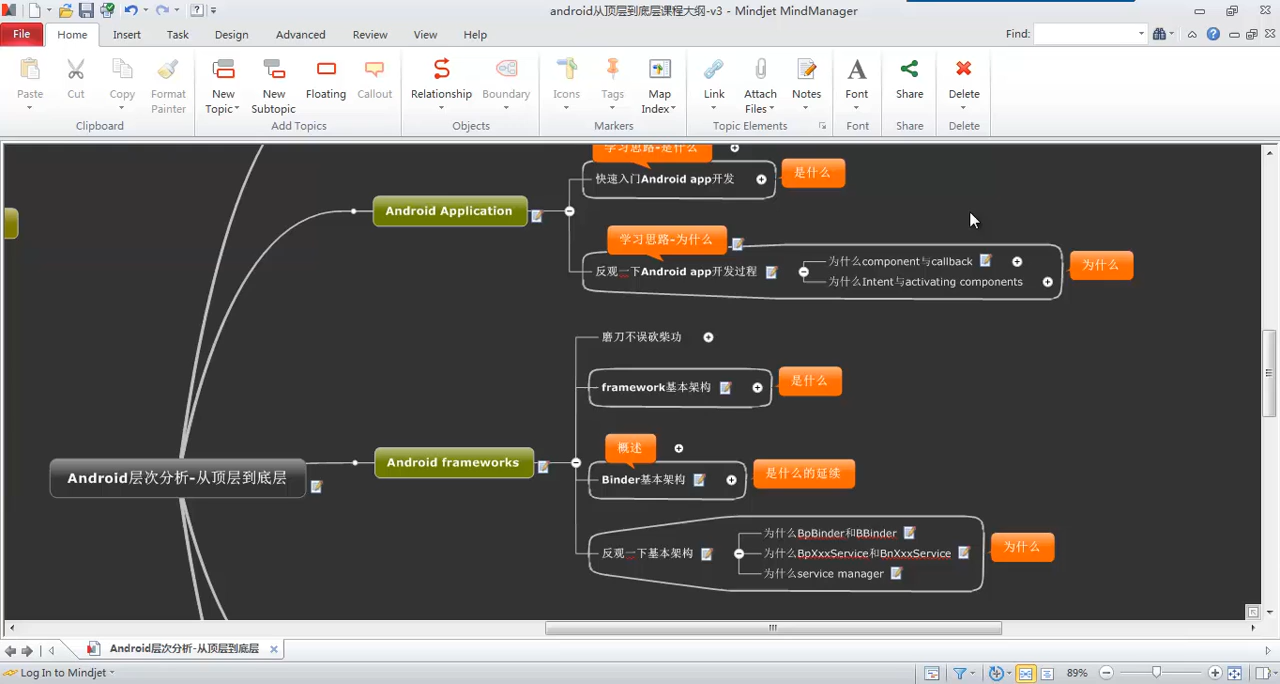 android从顶层到底层课程大纲-v3 - Mindjet MindManager
File Home Insert Task Design Advanced Review View Help Find:
Paste Cut Copy Format Painter
New Topic New Subtopic Floating Callout
Relationship Boundary
Icons Tags Map Index
Link Attach Files Notes
Font Share Delete
Clipboard Add Topics Objects Markers Topic Elements Font Share Delete
学习思路-是什么
快速入门Android app开发
是什么
Android Application
学习思路-为什么
反观一下Android app开发过程
为什么component与callback
为什么Intent与activating components
为什么
磨刀不误砍柴功
framework基本架构
是什么
概述
Android frameworks
Binder基本架构
是什么的延续
Android层次分析-从顶层到底层
反观一下基本架构
为什么BpBinder和BBinder
为什么BpXxxService和BnXxxService
为什么service manager
为什么
Android层次分析-从顶层到底层
Log In to Mindjet
89%